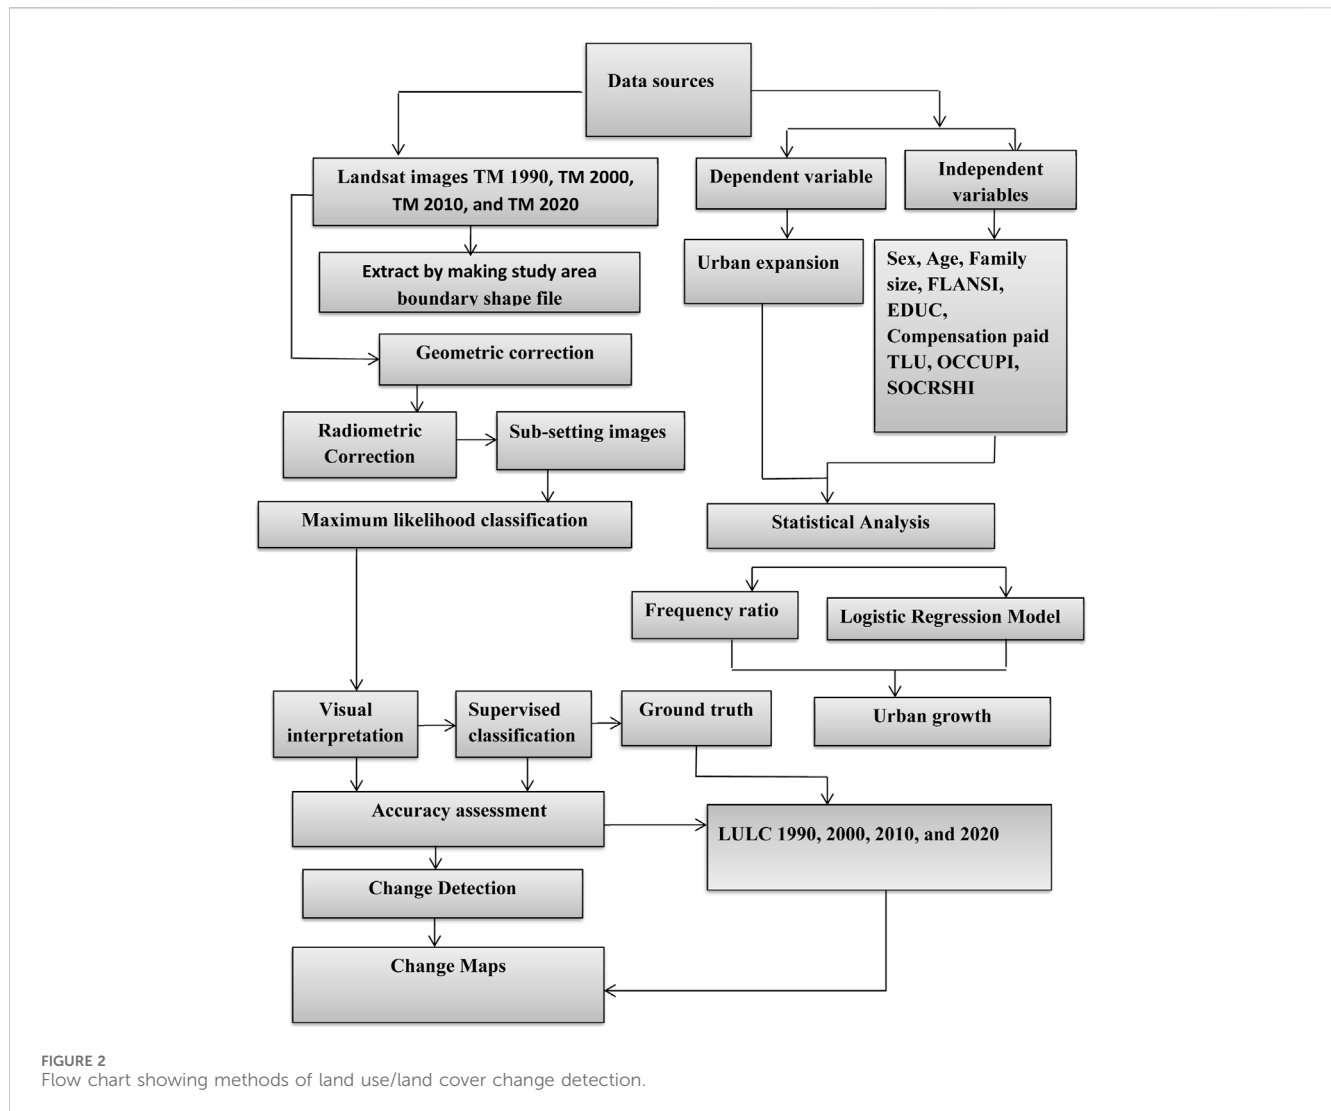 Data sources
Landsat images TM 1990, TM 2000,
TM 2010, and TM 2020
Extract by making study area
boundary shape file
Geometric correction
Radiometric
Correction
Sub-setting images
Maximum likelihood classification
Dependent variable
Independent
variables
Urban expansion
Sex, Age, Family
size, FLANSI,
EDUC,
Compensation paid
TLU, OCCUPI,
SOCRSHI
Statistical Analysis
Frequency ratio
Logistic Regression Model
Urban growth
Visual
interpretation
Supervised
classification
Ground truth
Accuracy assessment
LULC 1990, 2000, 2010, and 2020
Change Detection
Change Maps
FIGURE 2
Flow chart showing methods of land use/land cover change detection.